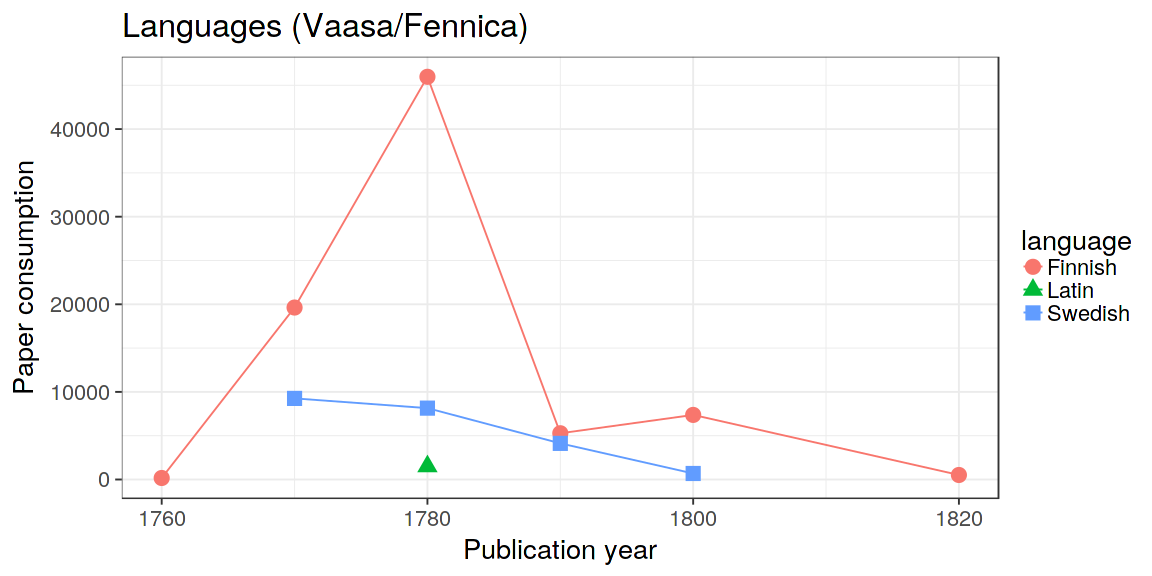 Languages (Vaasa/Fennica)
Paper consumption
40000
30000
20000
10000
0
1760
1780
1800
1820
Publication year
language
Finnish
Latin
Swedish